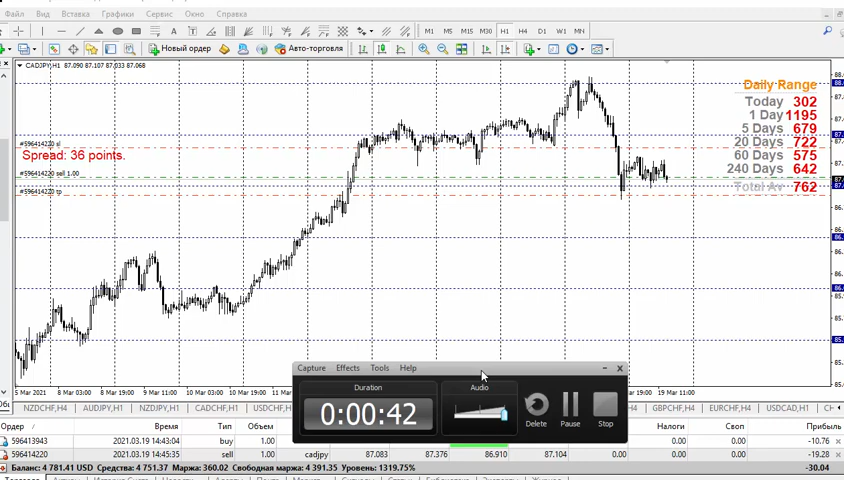 Файл Вид Вставка Графики Сервис Окно Справка
M1 M5 M15 M30 H1 H4 D1 W1 MN
Новый ордер Авто-торговля
CADJPY,H1 87.090 87.107 87.033 87.068
Daily Range
Today 302
1 Day 1195
5 Days 679
20 Days 722
60 Days 575
240 Days 642
Total Av 762
#596414220 sl
Spread: 36 points.
#596414220 sell 1.00
#596414220 tp
Capture Effects Tools Help
Duration
0:00:42
Audio
Delete Pause Stop
5 Mar 2021 8 Mar 03:00 8 Mar 19:00 9 Mar 11:00 10 Mar 03:00 10 Mar 19:00 19:00 19 Mar 11:00
NZDCHF,H4 AUDJPY,H1 NZDJPY,H1 CADCHF,H1 GBPCHF,H4 EURCHF,H4 USDCAD,H1
Ордер Время Тип Объем Налоги Своп Прибыль
596413943 2021.03.19 14:43:04 buy 1.00 0.00 0.00 -10.76
596414220 2021.03.19 14:45:35 sell 1.00 cadjpy 87.083 87.376 86.910 87.104 0.00 0.00 -19.28
Баланс: 4 781.41 USD Средства: 4 751.37 Маржа: 360.02 Свободная маржа: 4 391.35 Уровень: 1319.75% -30.04